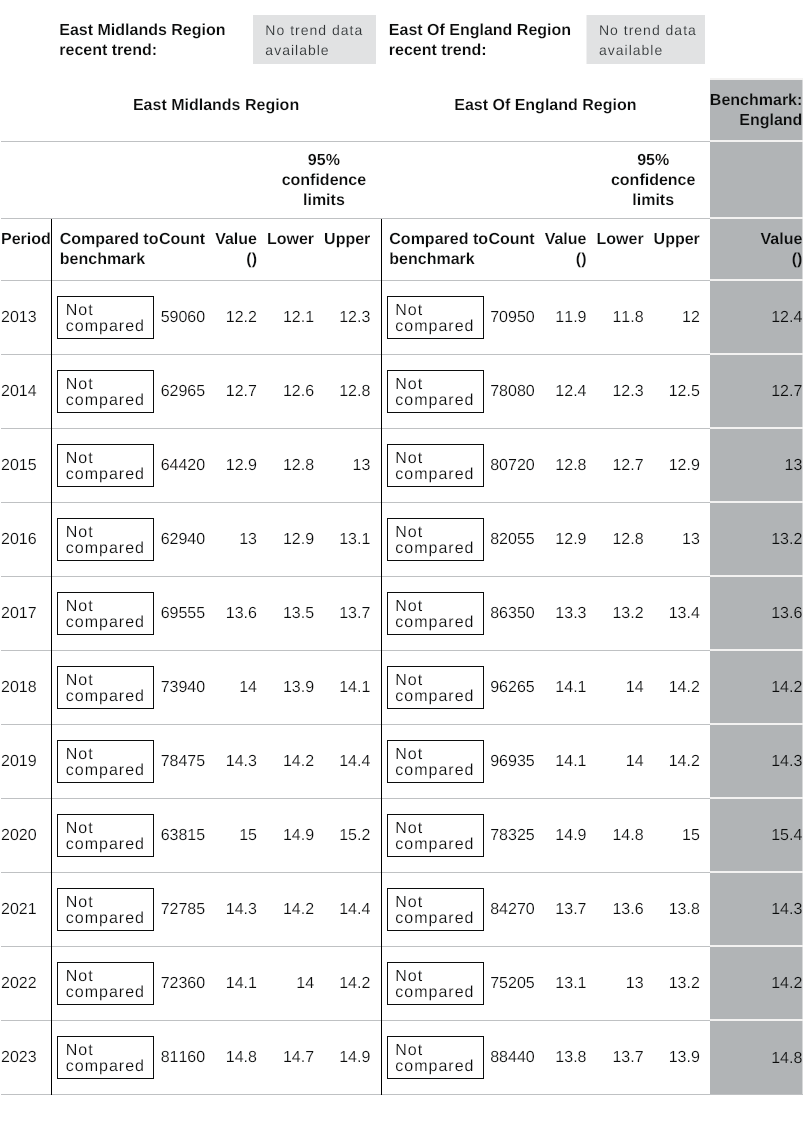 East Midlands Region recent trend: No trend data available East Of England Region recent trend: No trend data available
East Midlands Region East Of England Region Benchmark: England
95% confidence limits 95% confidence limits
Period Compared to benchmark Count Value () Lower Upper Compared to benchmark Count Value () Lower Upper Value ()
2013 Not compared 59060 12.2 12.1 12.3 Not compared 70950 11.9 11.8 12 12.4
2014 Not compared 62965 12.7 12.6 12.8 Not compared 78080 12.4 12.3 12.5 12.7
2015 Not compared 64420 12.9 12.8 13 Not compared 80720 12.8 12.7 12.9 13
2016 Not compared 62940 13 12.9 13.1 Not compared 82055 12.9 12.8 13 13.2
2017 Not compared 69555 13.6 13.5 13.7 Not compared 86350 13.3 13.2 13.4 13.6
2018 Not compared 73940 14 13.9 14.1 Not compared 96265 14.1 14 14.2 14.2
2019 Not compared 78475 14.3 14.2 14.4 Not compared 96935 14.1 14 14.2 14.3
2020 Not compared 63815 15 14.9 15.2 Not compared 78325 14.9 14.8 15 15.4
2021 Not compared 72785 14.3 14.2 14.4 Not compared 84270 13.7 13.6 13.8 14.3
2022 Not compared 72360 14.1 14 14.2 Not compared 75205 13.1 13 13.2 14.2
2023 Not compared 81160 14.8 14.7 14.9 Not compared 88440 13.8 13.7 13.9 14.8